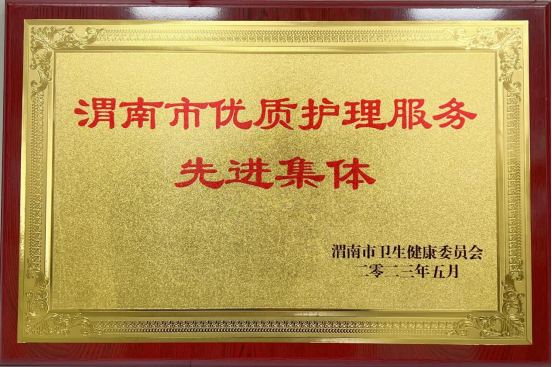 渭南市优质护理服务
先进集体
渭南市卫生健康委员会
二零二三年五月